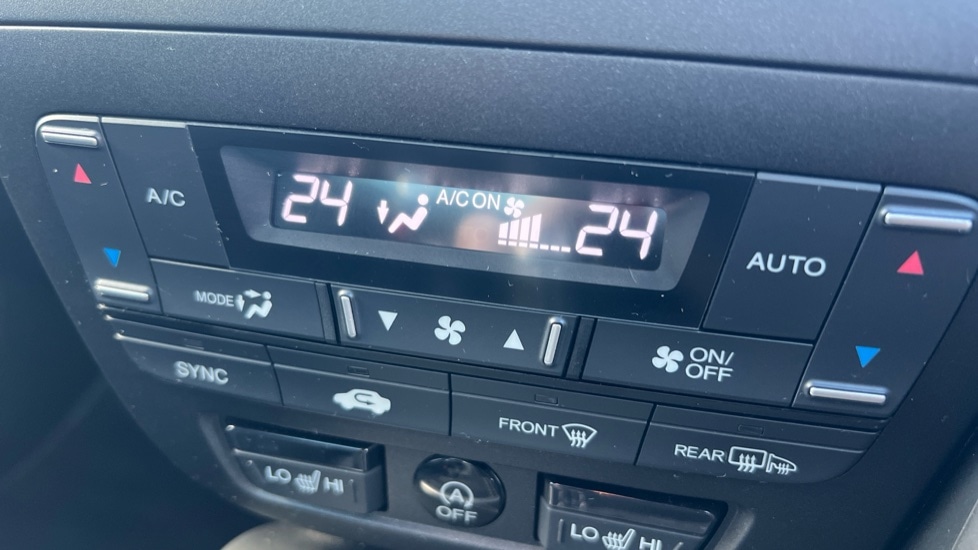 24 A/C ON 24
A/C
AUTO
MODE
ON/
OFF
SYNC
FRONT
REAR
LO HI
A
OFF
LO HI